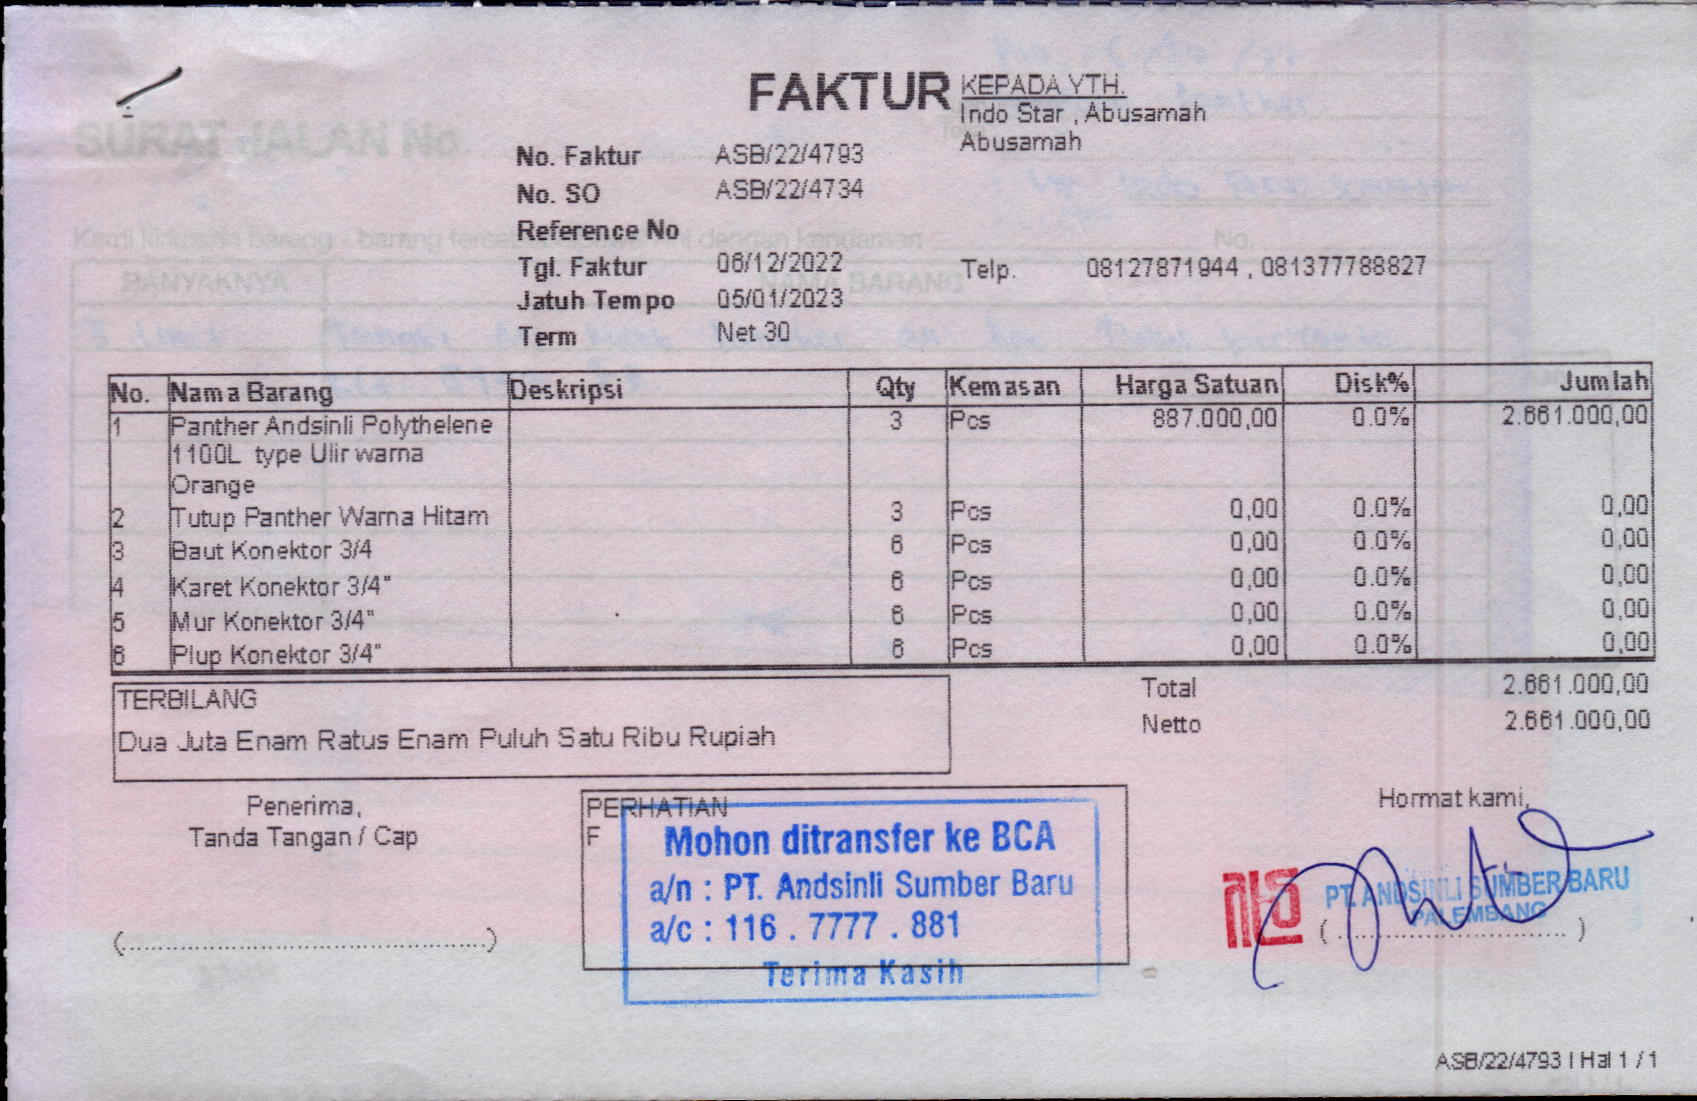 FAKTUR
KEPADA YTH.
Indo Star , Abusamah
Abusamah
No. Faktur ASB/22/4793
No. SO ASB/22/4734
Reference No
Tgl. Faktur 06/12/2022
Telp. 08127871944 , 081377788827
Jatuh Tempo 05/01/2023
Term Net 30
SURAT JALAN No.
BANYAKNYA NAMA BARANG
No. Nama Barang Deskripsi Qty Kemasan Harga Satuan Disk% Jumlah
1 Panther Andsinli Polythelene 3 Pcs 887.000,00 0.0% 2.661.000,00
1100L type Ulir warna
Orange
2 Tutup Panther Warna Hitam 3 Pcs 0,00 0.0% 0,00
3 Baut Konektor 3/4 6 Pcs 0,00 0.0% 0,00
4 Karet Konektor 3/4" 6 Pcs 0,00 0.0% 0,00
5 Mur Konektor 3/4" 6 Pcs 0,00 0.0% 0,00
6 Plup Konektor 3/4" 6 Pcs 0,00 0.0% 0,00
TERBILANG
Dua Juta Enam Ratus Enam Puluh Satu Ribu Rupiah
Total 2.661.000,00
Netto 2.661.000,00
Penerima,
Tanda Tangan / Cap
(....................................................)
PERHATIAN
F
Mohon ditransfer ke BCA
a/n : PT. Andsinli Sumber Baru
a/c : 116 . 7777 . 881
Terima Kasih
Hormat kami,
PT. ANDSINLI SUMBER BARU
PALEMBANG
(................................)
ASB/22/4793 | Hal 1 / 1